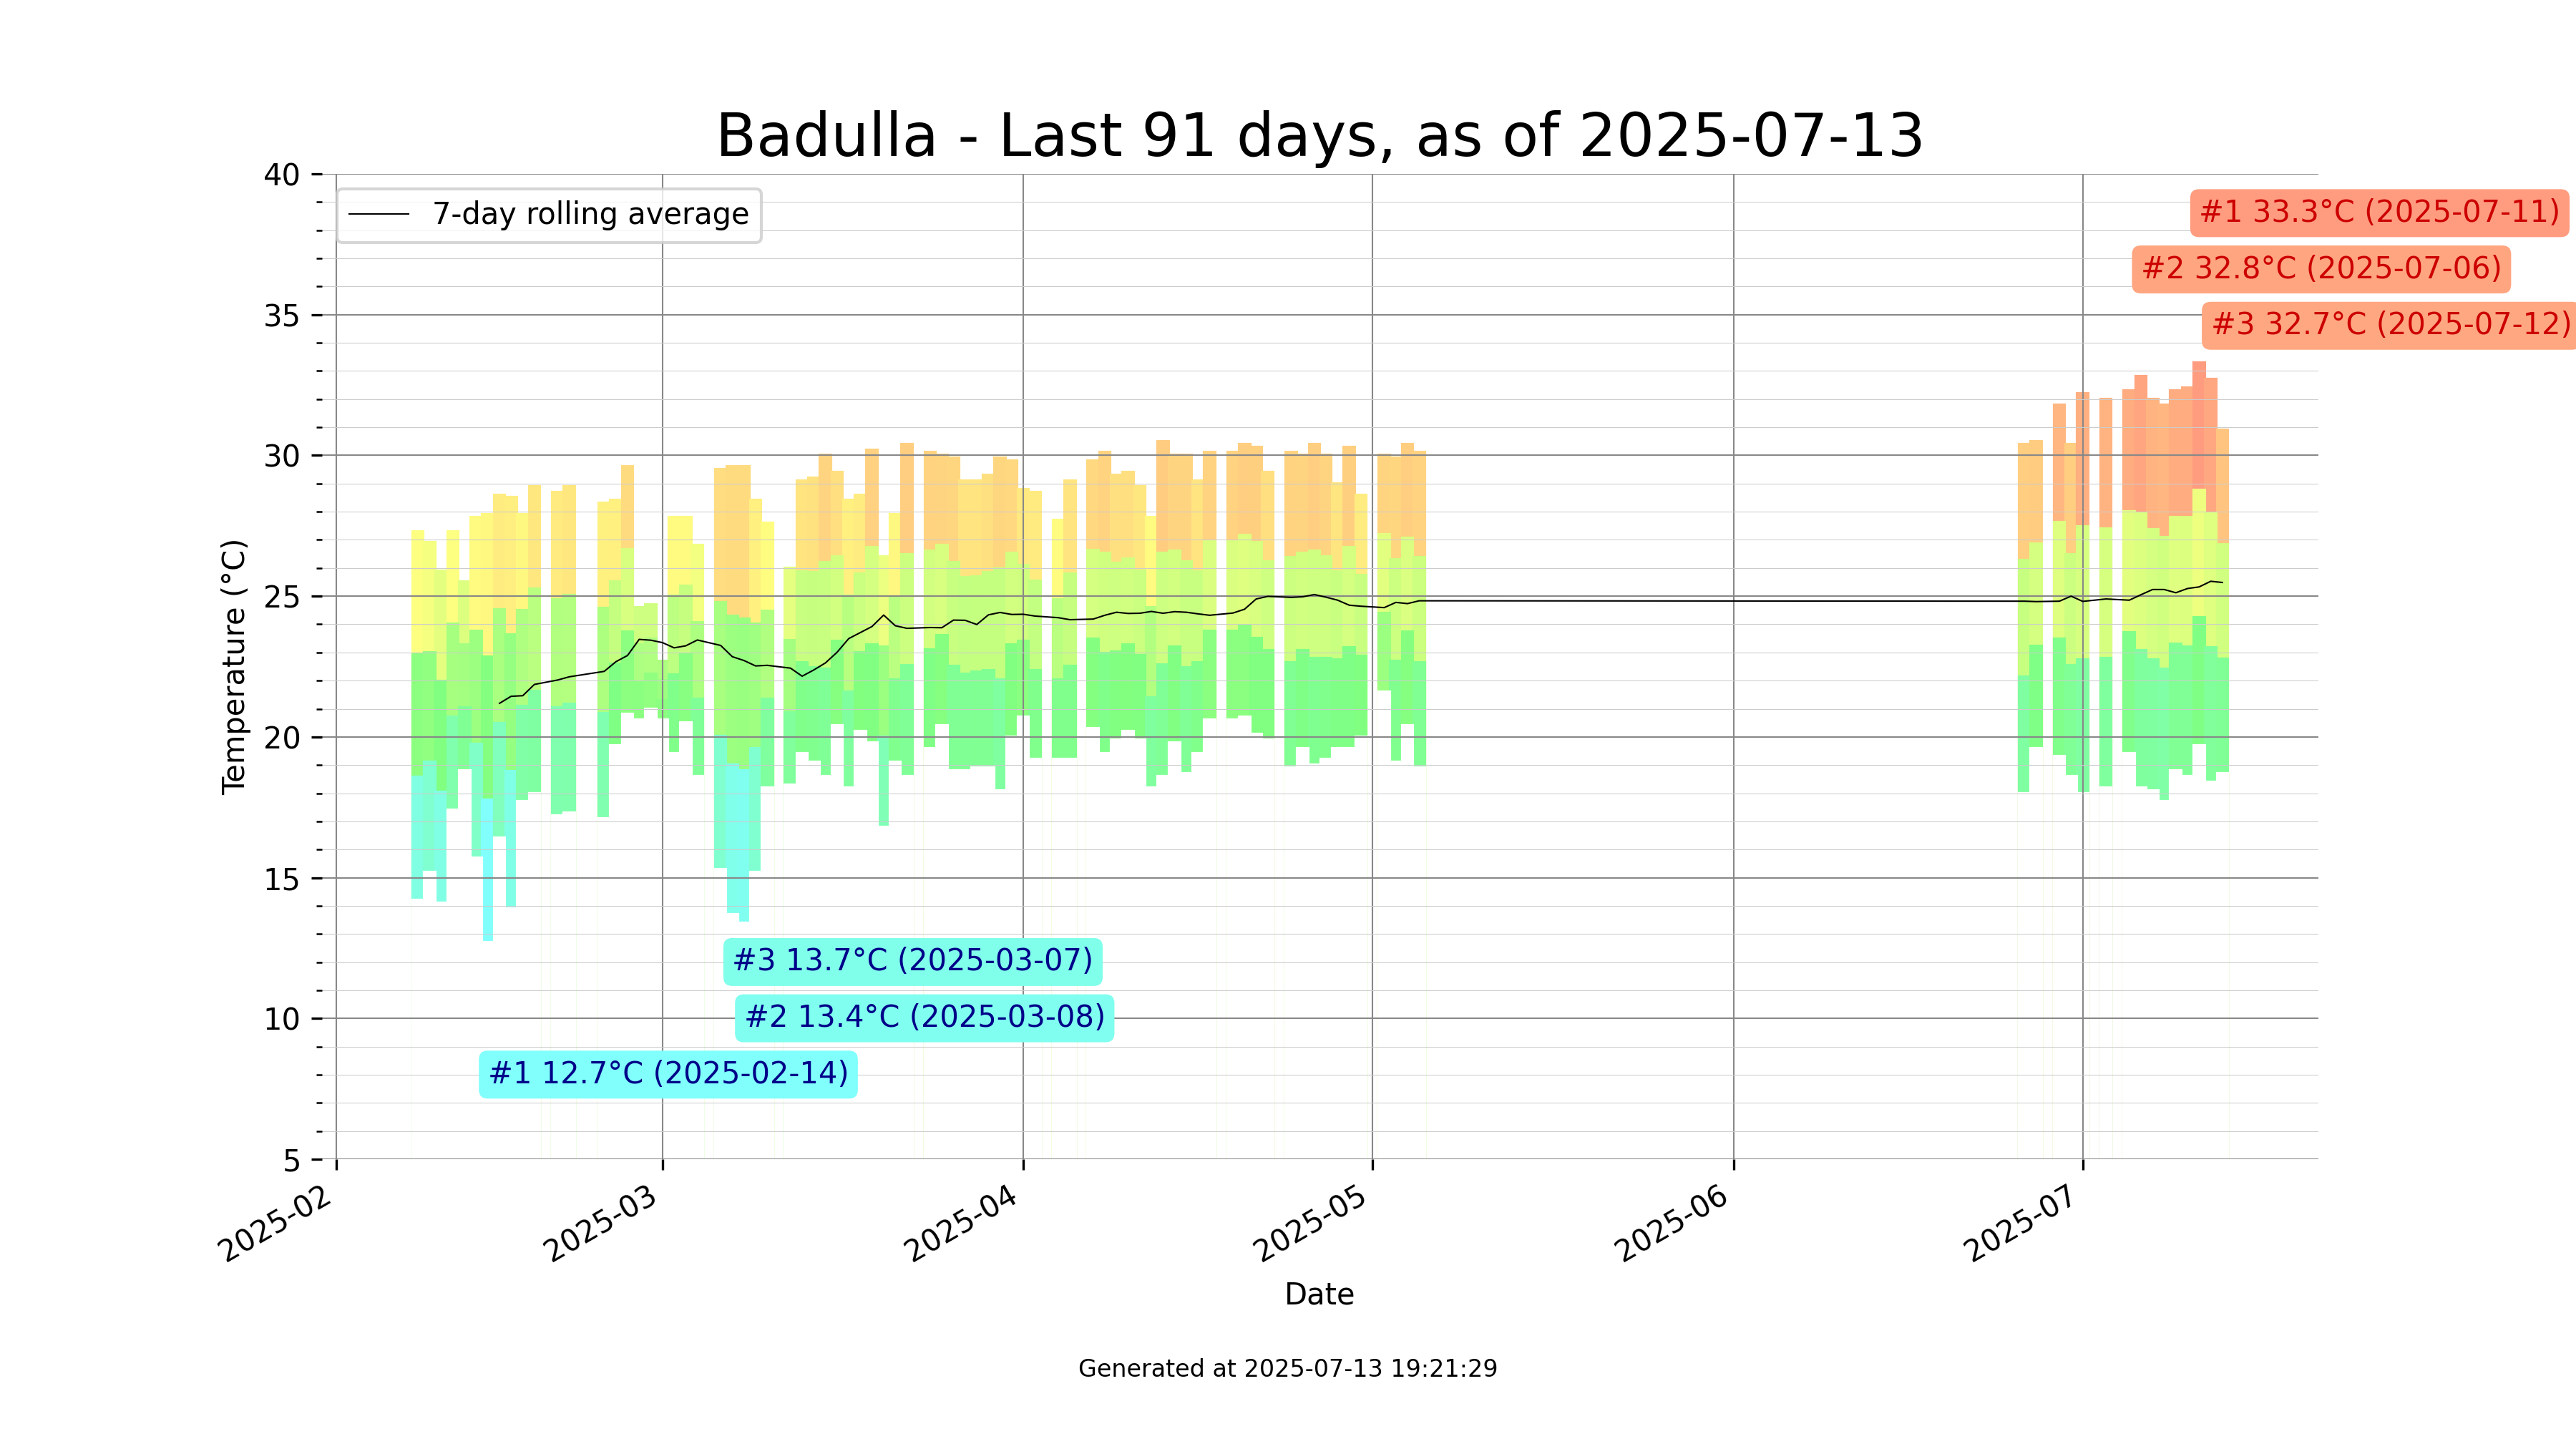 Badulla - Last 91 days, as of 2025-07-13
7-day rolling average
#1 33.3°C (2025-07-11)
#2 32.8°C (2025-07-06)
#3 32.7°C (2025-07-12)
40
35
30
25
20
15
10
5
Temperature (°C)
#3 13.7°C (2025-03-07)
#2 13.4°C (2025-03-08)
#1 12.7°C (2025-02-14)
2025-02
2025-03
2025-04
2025-05
2025-06
2025-07
Date
Generated at 2025-07-13 19:21:29